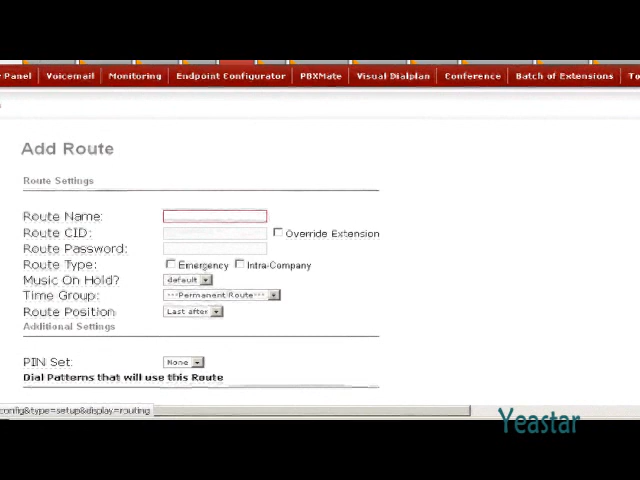 Panel Voicemail Monitoring Endpoint Configurator PBXMate Visual Dialplan Conference Batch of Extensions
Add Route
Route Settings
Route Name:
Route CID: Override Extension
Route Password:
Route Type: Emergency Intra-Company
Music On Hold? default
Time Group: ---Permanent Route---
Route Position Last after
Additional Settings
PIN Set: None
Dial Patterns that will use this Route
config&type=setup&display=routing
Yeastar